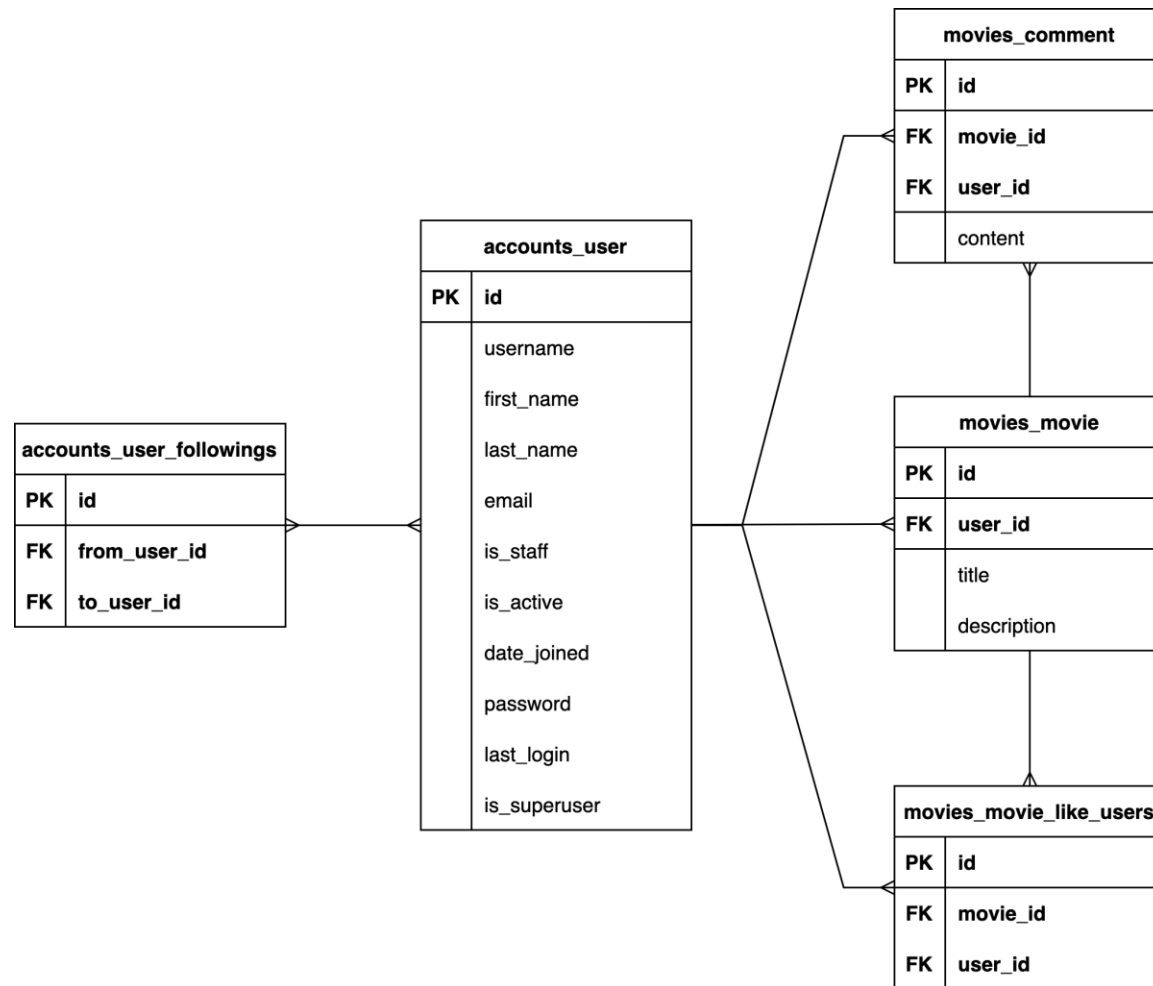 movies_comment
PK id
FK movie_id
FK user_id
content
accounts_user
PK id
username
first_name
last_name
email
is_staff
is_active
date_joined
password
last_login
is_superuser
accounts_user_followings
PK id
FK from_user_id
FK to_user_id
movies_movie
PK id
FK user_id
title
description
movies_movie_like_users
PK id
FK movie_id
FK user_id